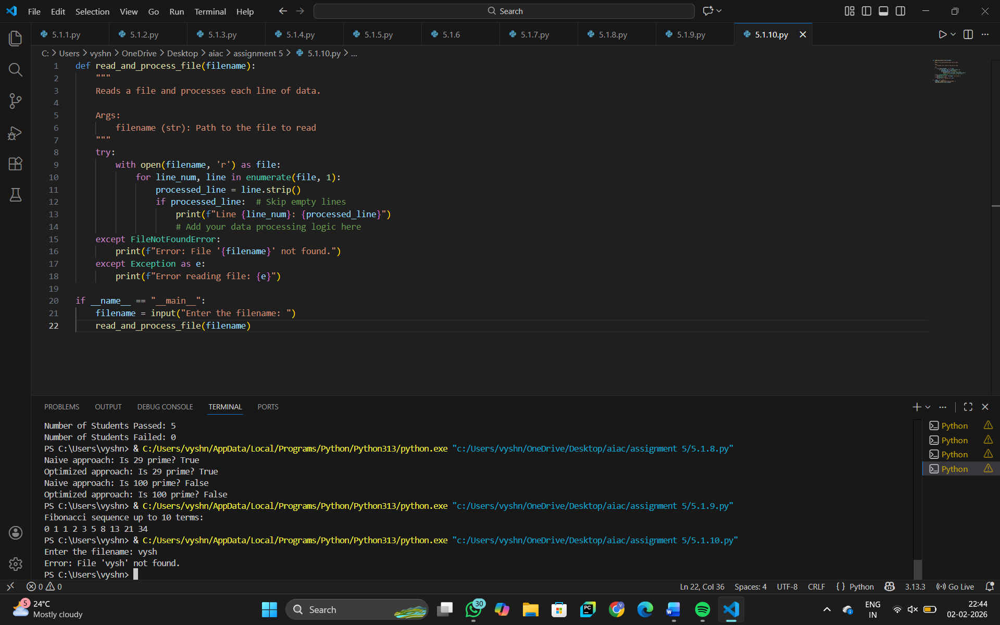 File Edit Selection View Go Run Terminal Help Search
5.1.1.py 5.1.2.py 5.1.3.py 5.1.4.py 5.1.5.py 5.1.6 5.1.7.py 5.1.8.py 5.1.9.py 5.1.10.py
C: > Users > vyshn > OneDrive > Desktop > aiac > assignment 5 > 5.1.10.py > ...
1 def read_and_process_file(filename):
2     """
3     Reads a file and processes each line of data.
4
5     Args:
6         filename (str): Path to the file to read
7     """
8     try:
9         with open(filename, 'r') as file:
10             for line_num, line in enumerate(file, 1):
11                 processed_line = line.strip()
12                 if processed_line:  # Skip empty lines
13                     print(f"Line {line_num}: {processed_line}")
14                     # Add your data processing logic here
15     except FileNotFoundError:
16         print(f"Error: File '{filename}' not found.")
17     except Exception as e:
18         print(f"Error reading file: {e}")
19
20 if __name__ == "__main__":
21     filename = input("Enter the filename: ")
22     read_and_process_file(filename)
PROBLEMS OUTPUT DEBUG CONSOLE TERMINAL PORTS
Number of Students Passed: 5
Number of Students Failed: 0
PS C:\Users\vyshn> & C:/Users/vyshn/AppData/Local/Programs/Python/Python313/python.exe "c:/Users/vyshn/OneDrive/Desktop/aiac/assignment 5/5.1.8.py"
Naive approach: Is 29 prime? True
Optimized approach: Is 29 prime? True
Naive approach: Is 100 prime? False
Optimized approach: Is 100 prime? False
PS C:\Users\vyshn> & C:/Users/vyshn/AppData/Local/Programs/Python/Python313/python.exe "c:/Users/vyshn/OneDrive/Desktop/aiac/assignment 5/5.1.9.py"
Fibonacci sequence up to 10 terms:
0 1 1 2 3 5 8 13 21 34
PS C:\Users\vyshn> & C:/Users/vyshn/AppData/Local/Programs/Python/Python313/python.exe "c:/Users/vyshn/OneDrive/Desktop/aiac/assignment 5/5.1.10.py"
Enter the filename: vysh
Error: File 'vysh' not found.
PS C:\Users\vyshn>
Python
Python
Python
Python
0 0 Ln 22, Col 36 Spaces: 4 UTF-8 CRLF { } Python 3.13.3 Go Live
5 24°C
Mostly cloudy
Search
30
PC
W
ENG
IN
22:44
02-02-2026